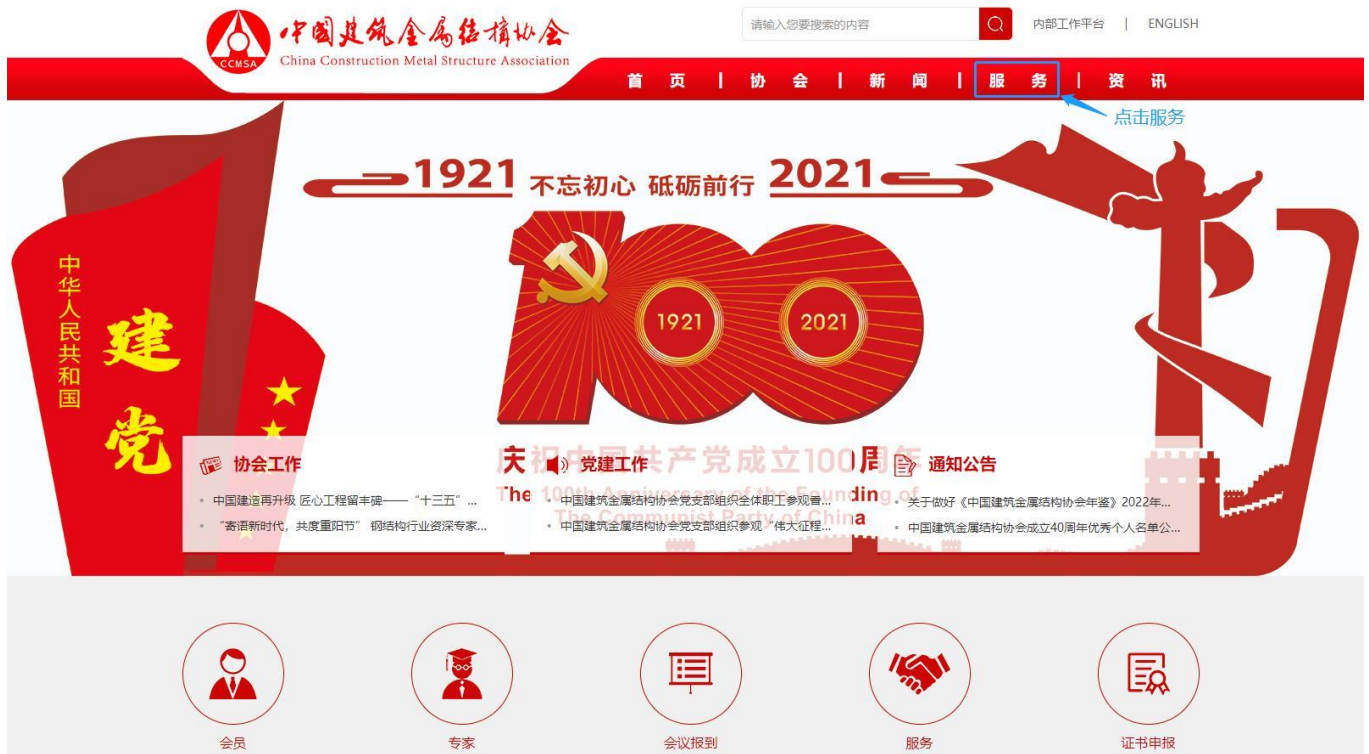 中国建筑金属结构协会
China Construction Metal Structure Association
CCMSA
请输入您要搜索的内容
内部工作平台 | ENGLISH
首页 | 协会 | 新闻 | 服务 | 资讯
点击服务
1921 不忘初心 砥砺前行 2021
100
1921
2021
中华人民共和国
建党
庆祝中国共产党成立100周年
The 100th Anniversary of the Founding of
The Communist Party of China
协会工作
中国建造再升级 匠心工程留丰碑——“十三五”...
“寄语新时代，共度重阳节” 钢结构行业资深专家...
党建工作
中国建筑金属结构协会党支部组织全体职工参观香...
中国建筑金属结构协会党支部组织参观“伟大征程...
通知公告
关于做好《中国建筑金属结构协会年鉴》2022年...
中国建筑金属结构协会成立40周年优秀个人名单公...
会员
专家
会议报到
服务
证书申报